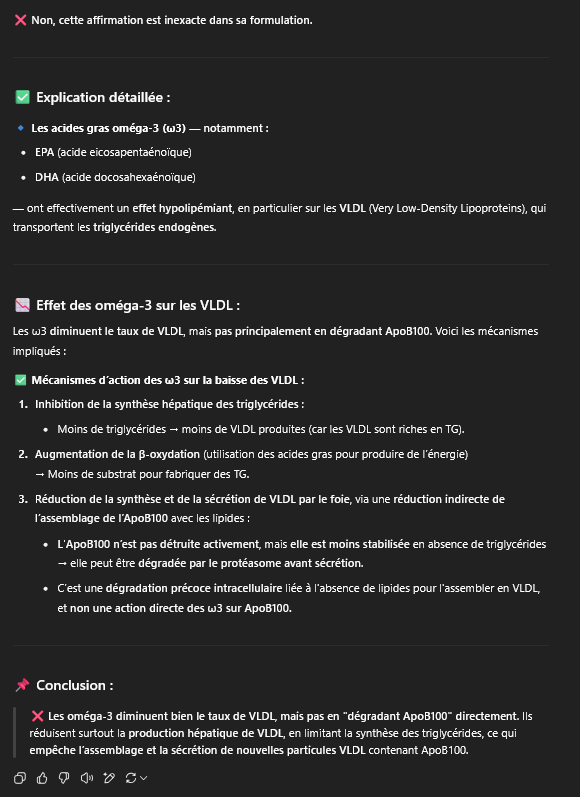 ❌ Non, cette affirmation est inexacte dans sa formulation.
✅ Explication détaillée :
🔹 Les acides gras oméga-3 (ω3) — notamment :
• EPA (acide eicosapentaénoïque)
• DHA (acide docosahexaénoïque)
— ont effectivement un effet hypolipémiant, en particulier sur les VLDL (Very Low-Density Lipoproteins), qui
transportent les triglycérides endogènes.
📉 Effet des oméga-3 sur les VLDL :
Les ω3 diminuent le taux de VLDL, mais pas principalement en dégradant ApoB100. Voici les mécanismes
impliqués :
✅ Mécanismes d'action des ω3 sur la baisse des VLDL :
1. Inhibition de la synthèse hépatique des triglycérides :
• Moins de triglycérides → moins de VLDL produites (car les VLDL sont riches en TG).
2. Augmentation de la β-oxydation (utilisation des acides gras pour produire de l'énergie)
→ Moins de substrat pour fabriquer des TG.
3. Réduction de la synthèse et de la sécrétion de VLDL par le foie, via une réduction indirecte de
l'assemblage de l'ApoB100 avec les lipides :
• L'ApoB100 n'est pas détruite activement, mais elle est moins stabilisée en absence de triglycérides
→ elle peut être dégradée par le protéasome avant sécrétion.
• C'est une dégradation précoce intracellulaire liée à l'absence de lipides pour l'assembler en VLDL,
et non une action directe des ω3 sur ApoB100.
📌 Conclusion :
❌ Les oméga-3 diminuent bien le taux de VLDL, mais pas en "dégradant ApoB100" directement. Ils
réduisent surtout la production hépatique de VLDL, en limitant la synthèse des triglycérides, ce qui
empêche l'assemblage et la sécrétion de nouvelles particules VLDL contenant ApoB100.